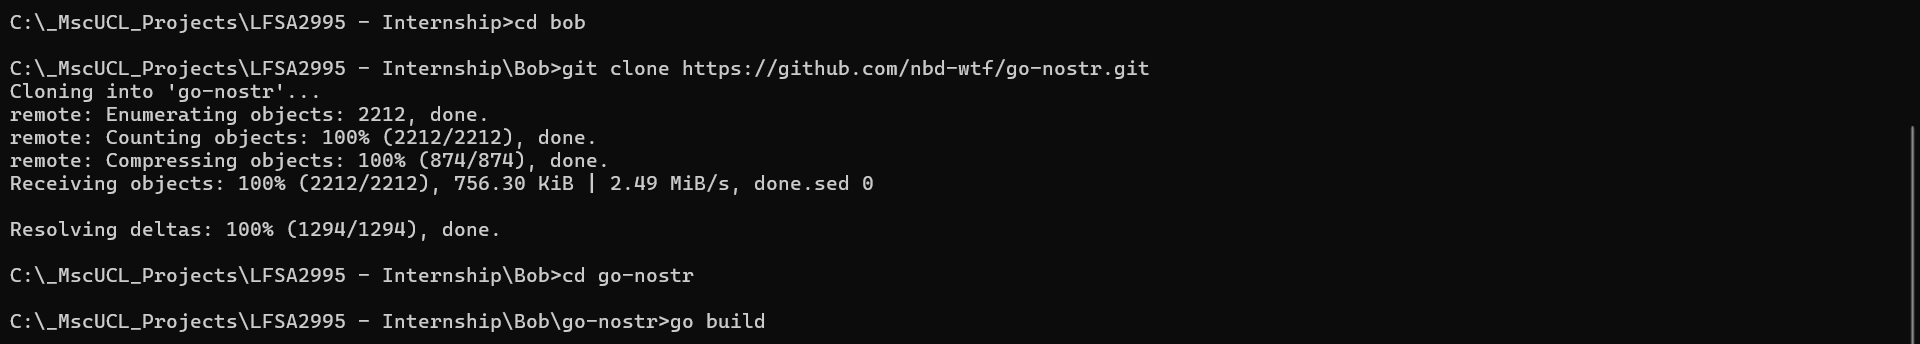 C:\_MscUCL_Projects\LFSA2995 - Internship>cd bob
C:\_MscUCL_Projects\LFSA2995 - Internship\Bob>git clone https://github.com/nbd-wtf/go-nostr.git
Cloning into 'go-nostr'...
remote: Enumerating objects: 2212, done.
remote: Counting objects: 100% (2212/2212), done.
remote: Compressing objects: 100% (874/874), done.
Receiving objects: 100% (2212/2212), 756.30 KiB | 2.49 MiB/s, done.sed 0
Resolving deltas: 100% (1294/1294), done.
C:\_MscUCL_Projects\LFSA2995 - Internship\Bob>cd go-nostr
C:\_MscUCL_Projects\LFSA2995 - Internship\Bob\go-nostr>go build